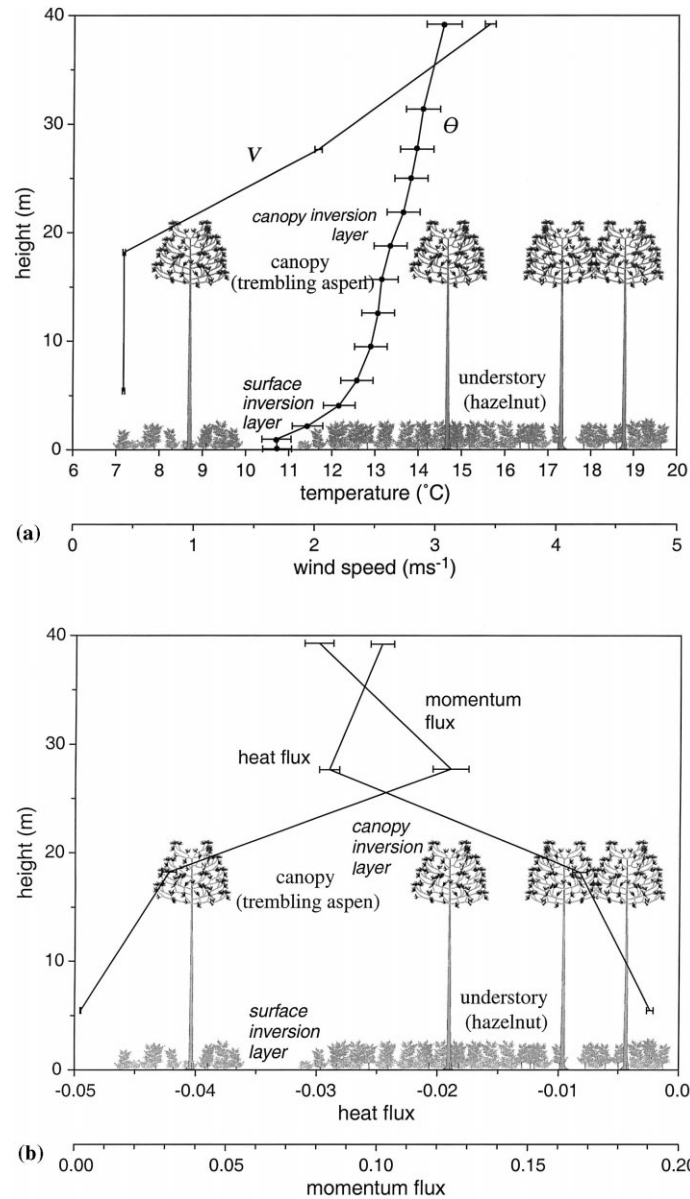 40
30
20
10
0
height (m)
V
Ɵ
canopy inversion
layer
canopy
(trembling aspen)
surface
inversion
layer
understory
(hazelnut)
6 7 8 9 10 11 12 13 14 15 16 17 18 19 20
temperature (˚C)
(a)
0 1 2 3 4 5
wind speed (ms-1)
40
30
20
10
0
height (m)
momentum
flux
heat flux
canopy
inversion
layer
canopy
(trembling aspen)
surface
inversion
layer
understory
(hazelnut)
-0.05 -0.04 -0.03 -0.02 -0.01 0.0
heat flux
(b)
0.00 0.05 0.10 0.15 0.20
momentum flux